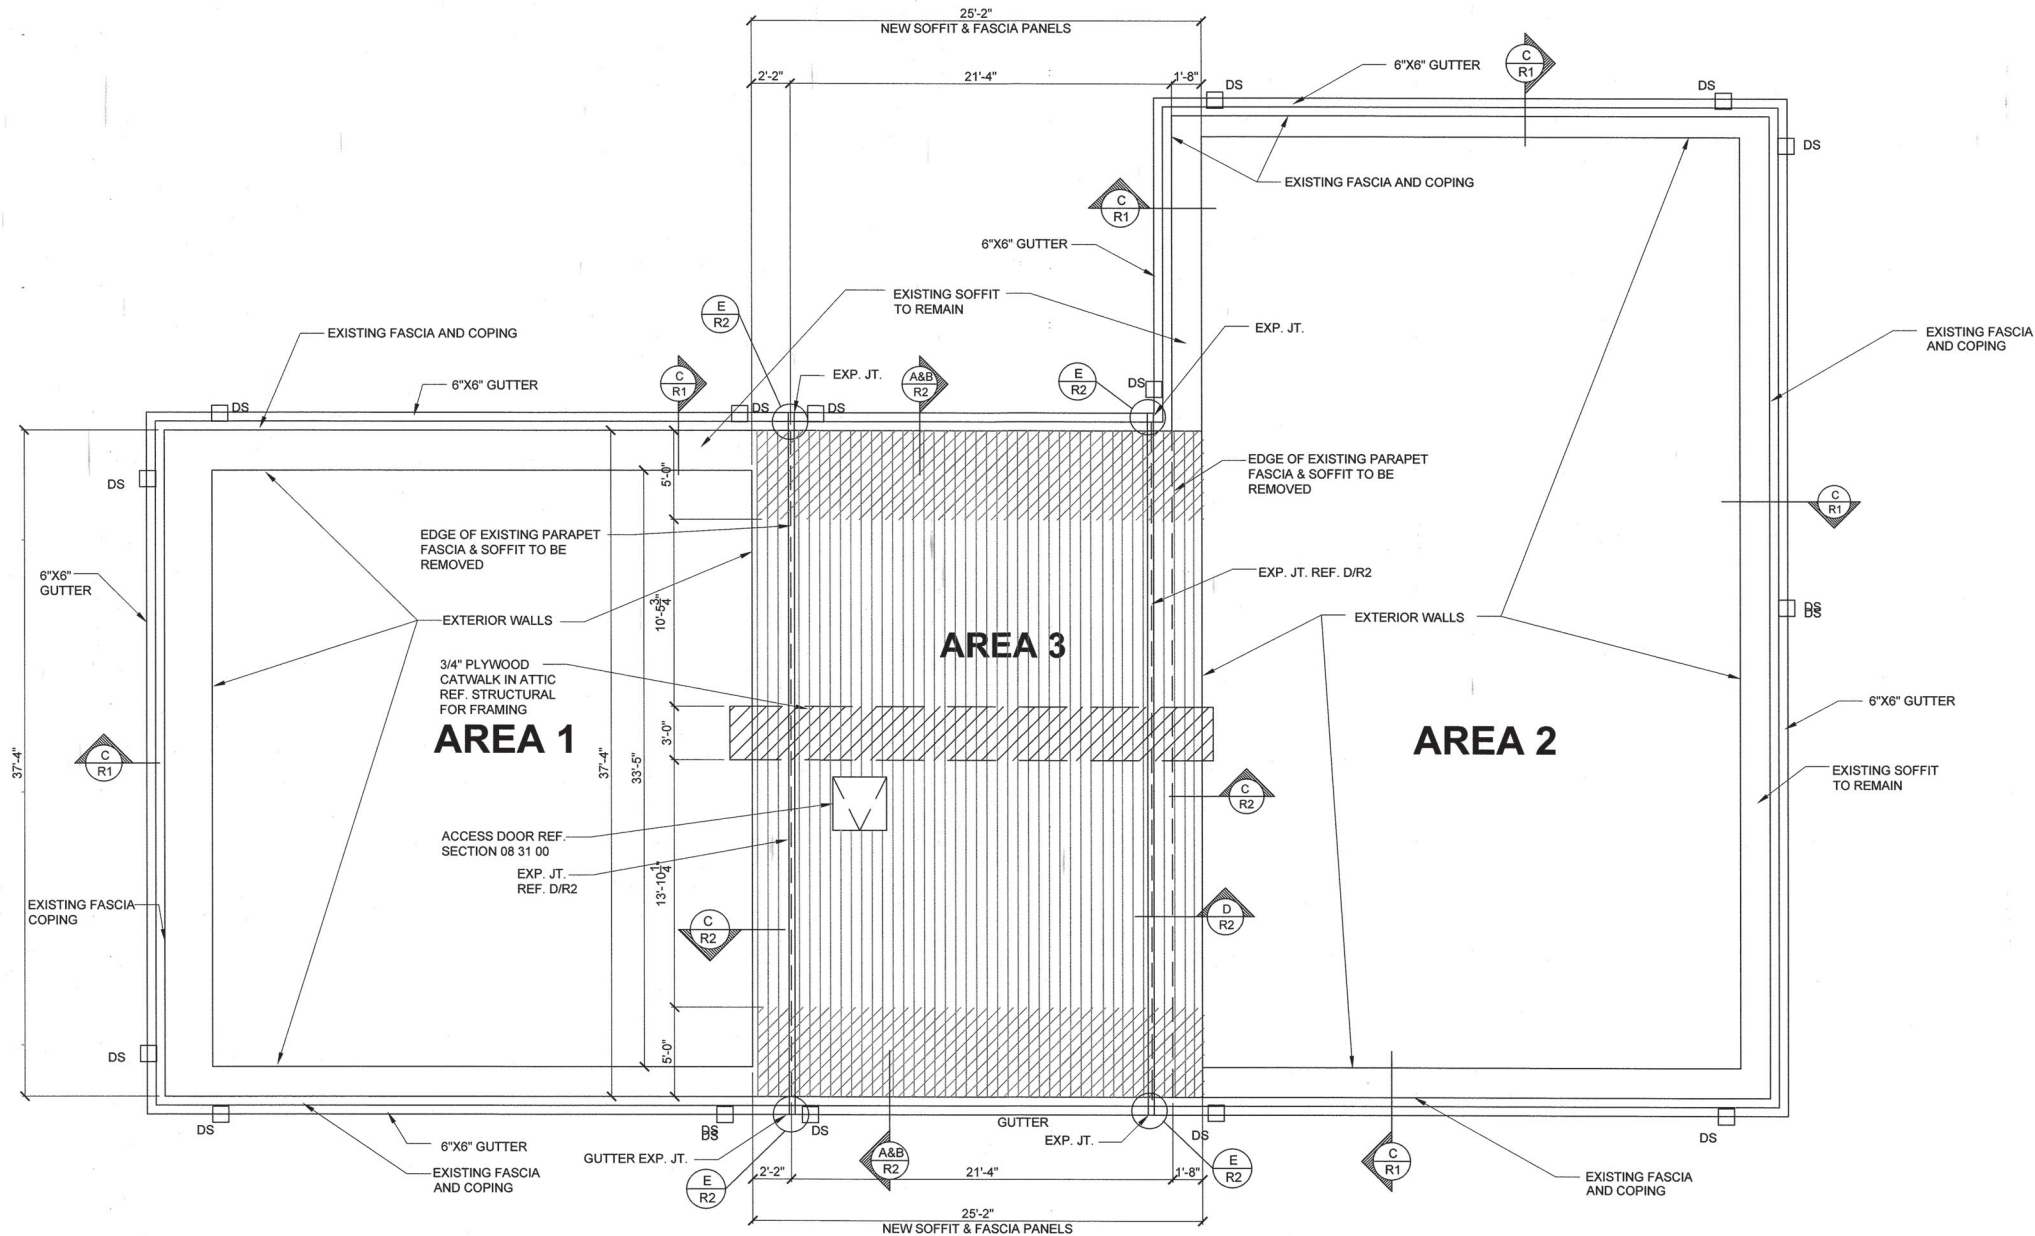 25'-2"
NEW SOFFIT & FASCIA PANELS
2'-2"
21'-4"
1'-8"
6"X6" GUTTER
C
R1
DS
DS
DS
EXISTING FASCIA AND COPING
C
R1
6"X6" GUTTER
EXISTING SOFFIT
TO REMAIN
E
R2
EXP. JT.
EXISTING FASCIA AND COPING
EXISTING FASCIA
AND COPING
C
R1
EXP. JT.
A&B
R2
E
R2
DS
6"X6" GUTTER
DS
DS
DS
DS
EDGE OF EXISTING PARAPET
FASCIA & SOFFIT TO BE
REMOVED
5'-0"
C
R1
EDGE OF EXISTING PARAPET
FASCIA & SOFFIT TO BE
REMOVED
6"X6"
GUTTER
EXP. JT. REF. D/R2
10'-5 3/4"
EXTERIOR WALLS
EXTERIOR WALLS
DS
DS
AREA 3
3/4" PLYWOOD
CATWALK IN ATTIC
REF. STRUCTURAL
FOR FRAMING
6"X6" GUTTER
AREA 1
AREA 2
3'-0"
37'-4"
37'-4"
33'-5"
C
R1
EXISTING SOFFIT
TO REMAIN
C
R2
ACCESS DOOR REF.
SECTION 08 31 00
EXP. JT.
REF. D/R2
13'-10 1/4"
EXISTING FASCIA
COPING
C
R2
D
R2
DS
5'-0"
DS
DS
DS
DS
GUTTER
DS
DS
6"X6" GUTTER
GUTTER EXP. JT.
EXP. JT.
A&B
R2
C
R1
EXISTING FASCIA
AND COPING
E
R2
2'-2"
21'-4"
1'-8"
E
R2
EXISTING FASCIA
AND COPING
25'-2"
NEW SOFFIT & FASCIA PANELS